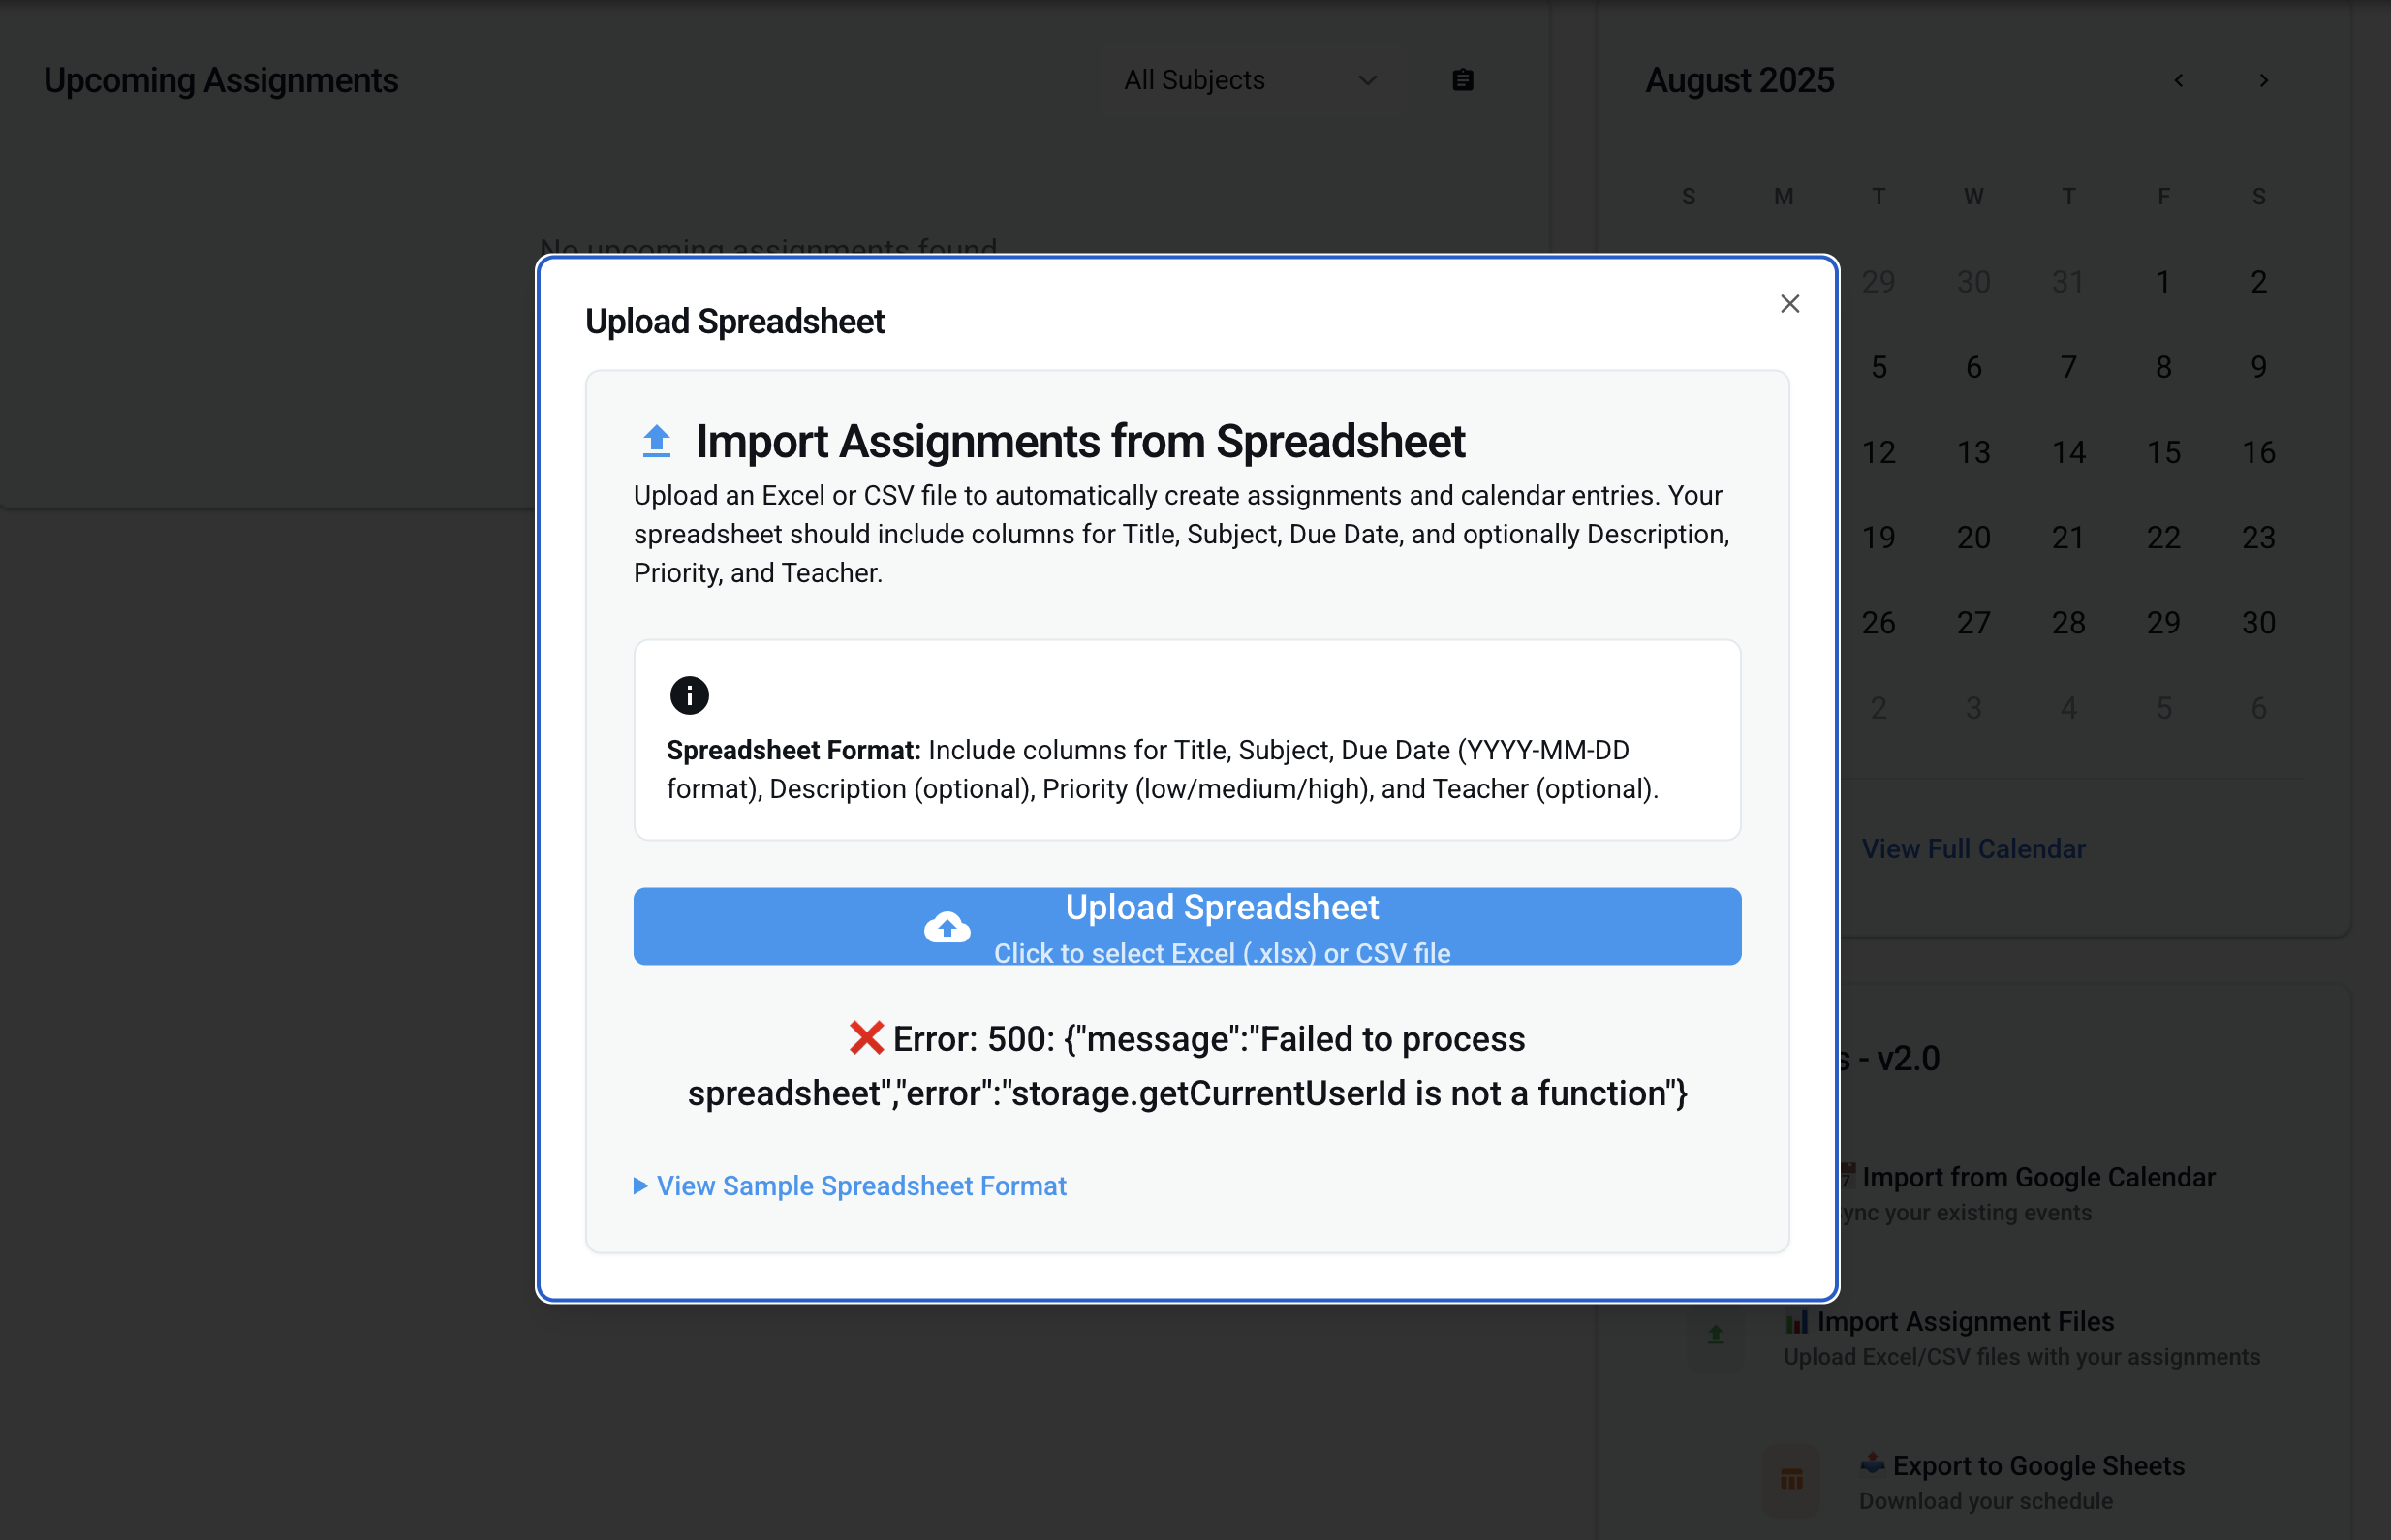 Upcoming Assignments
All Subjects
No upcoming assignments found
August 2025
S M T W T F S
29 30 31 1 2
5 6 7 8 9
12 13 14 15 16
19 20 21 22 23
26 27 28 29 30
2 3 4 5 6
View Full Calendar
Upload Spreadsheet
Import Assignments from Spreadsheet
Upload an Excel or CSV file to automatically create assignments and calendar entries. Your
spreadsheet should include columns for Title, Subject, Due Date, and optionally Description,
Priority, and Teacher.
Spreadsheet Format: Include columns for Title, Subject, Due Date (YYYY-MM-DD
format), Description (optional), Priority (low/medium/high), and Teacher (optional).
Upload Spreadsheet
Click to select Excel (.xlsx) or CSV file
❌ Error: 500: {"message":"Failed to process
spreadsheet","error":"storage.getCurrentUserId is not a function"}
▶ View Sample Spreadsheet Format
s - v2.0
Import from Google Calendar
ync your existing events
Import Assignment Files
Upload Excel/CSV files with your assignments
Export to Google Sheets
Download your schedule